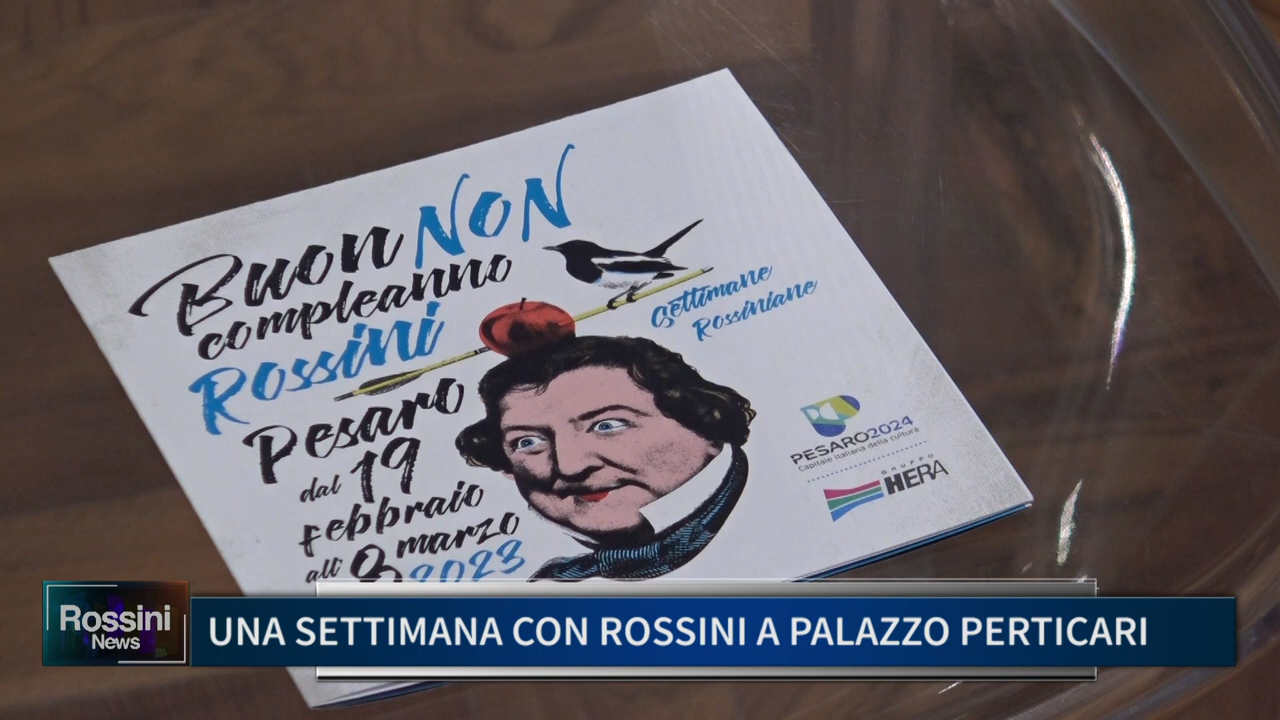 Buon NON
compleanno
Rossini
Settimane
Rossiniane
Pesaro
dal 19
febbraio
all' 8 marzo
2023
PESARO2024
Capitale italiana della cultura
GRUPPO
HERA
Rossini
News
UNA SETTIMANA CON ROSSINI A PALAZZO PERTICARI